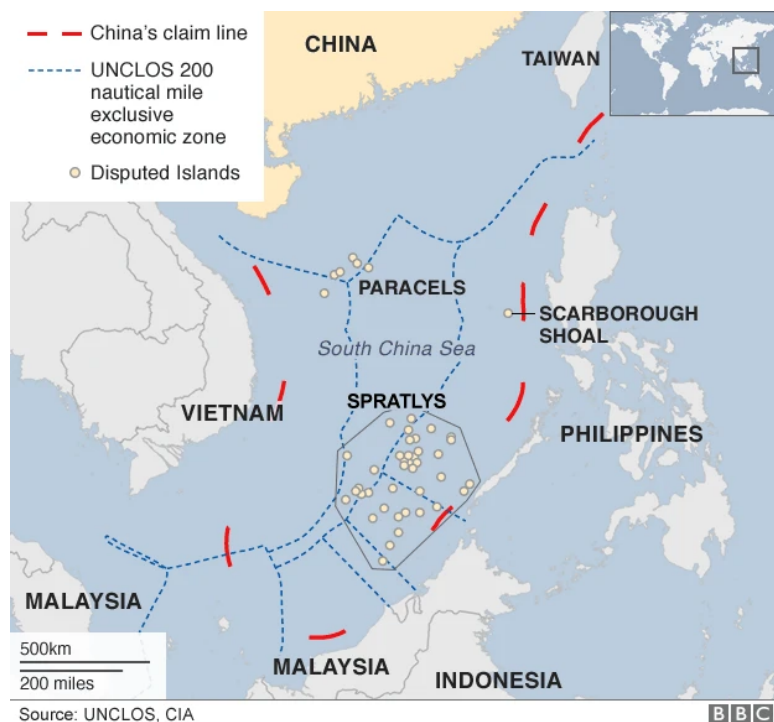 China's claim line
UNCLOS 200
nautical mile
exclusive
economic zone
Disputed Islands
CHINA
TAIWAN
PARACELS
SCARBOROUGH
SHOAL
South China Sea
SPRATLYS
VIETNAM
PHILIPPINES
MALAYSIA
500km
200 miles
MALAYSIA
INDONESIA
Source: UNCLOS, CIA
BBC